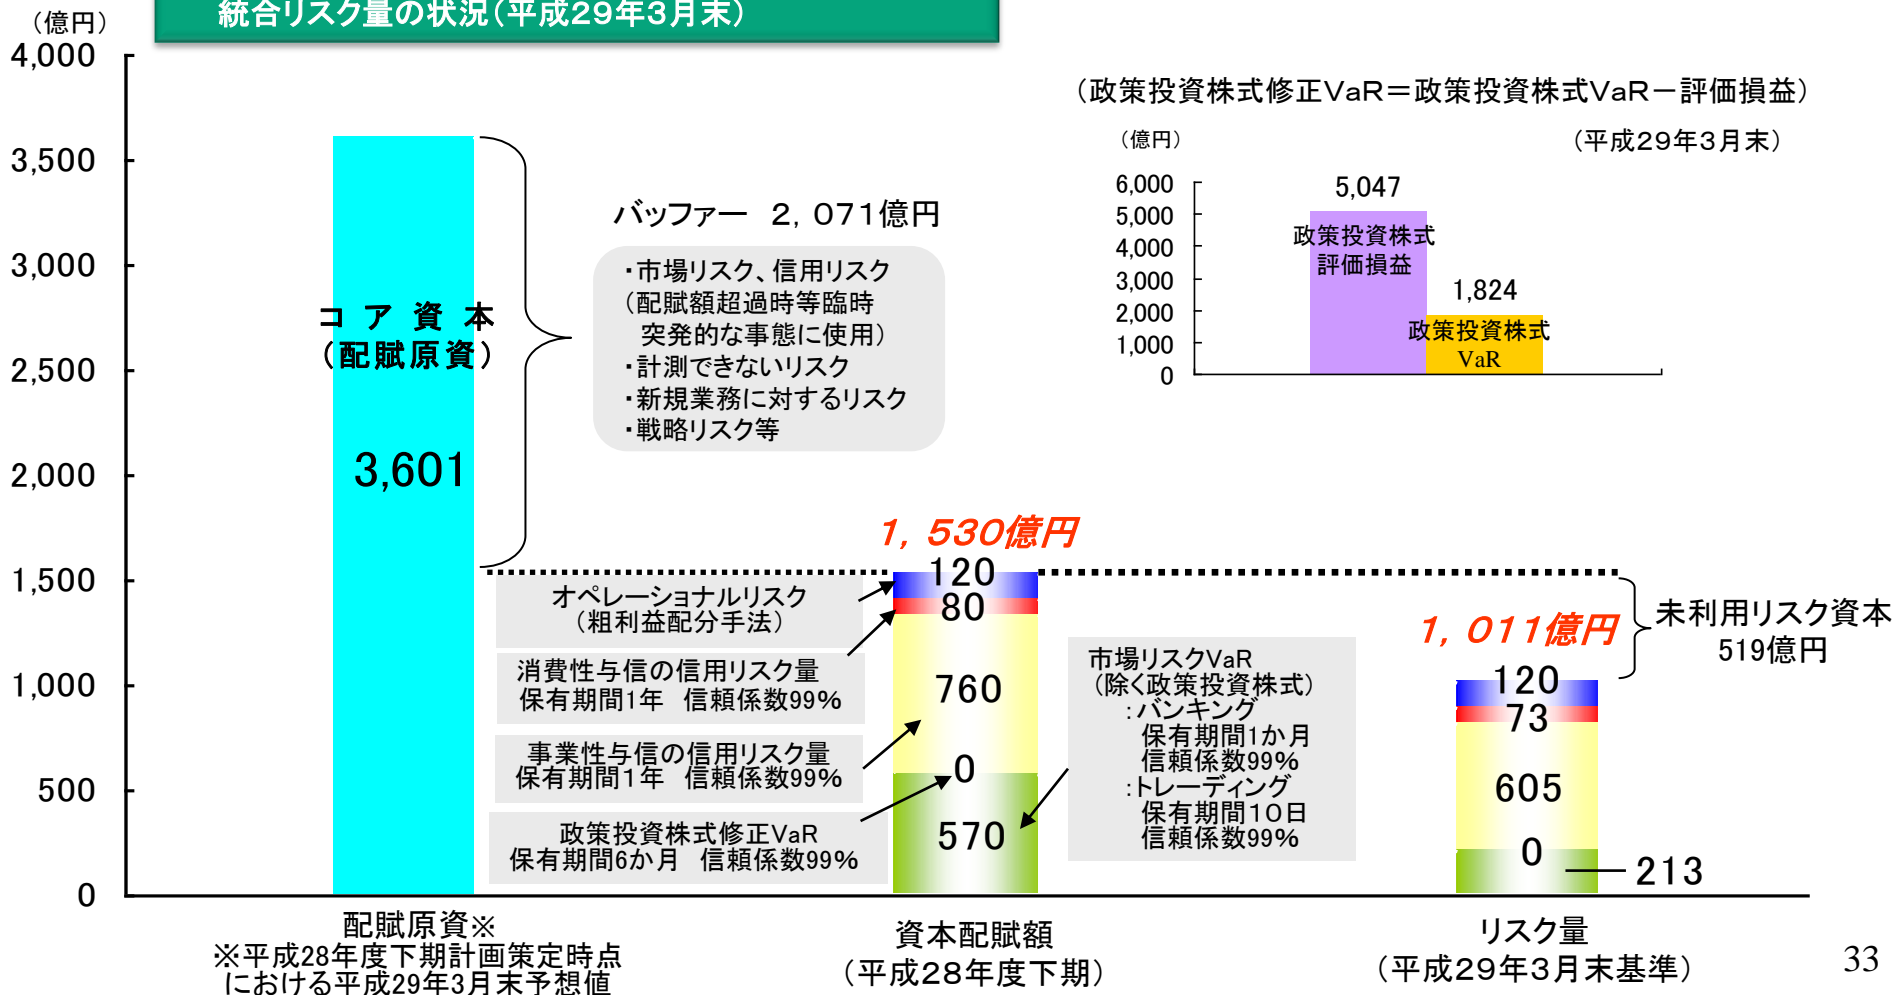 統合リスク量の状況（平成２９年３月末）
（億円）
4,000
3,500
3,000
2,500
2,000
1,500
1,000
500
0
コア資本
（配賦原資）
3,601
バッファー　２，０７１億円
・市場リスク、信用リスク
（配賦額超過時等臨時
突発的な事態に使用）
・計測できないリスク
・新規業務に対するリスク
・戦略リスク等
（政策投資株式修正VaR＝政策投資株式VaR－評価損益）
（億円）
（平成２９年３月末）
6,000
5,000
4,000
3,000
2,000
1,000
0
5,047
政策投資株式
評価損益
1,824
政策投資株式
VaR
１，５３０億円
120
80
760
0
570
オペレーショナルリスク
（粗利益配分手法）
消費性与信の信用リスク量
保有期間1年　信頼係数99%
事業性与信の信用リスク量
保有期間１年　信頼係数99%
政策投資株式修正VaR
保有期間6か月　信頼係数99%
市場リスクVaR
（除く政策投資株式）
：バンキング
保有期間1か月
信頼係数99%
：トレーディング
保有期間１０日
信頼係数99%
１，０１１億円
120
73
605
0
213
未利用リスク資本
519億円
配賦原資※
※平成28年度下期計画策定時点
における平成29年3月末予想値
資本配賦額
（平成２８年度下期）
リスク量
（平成２９年３月末基準）
33